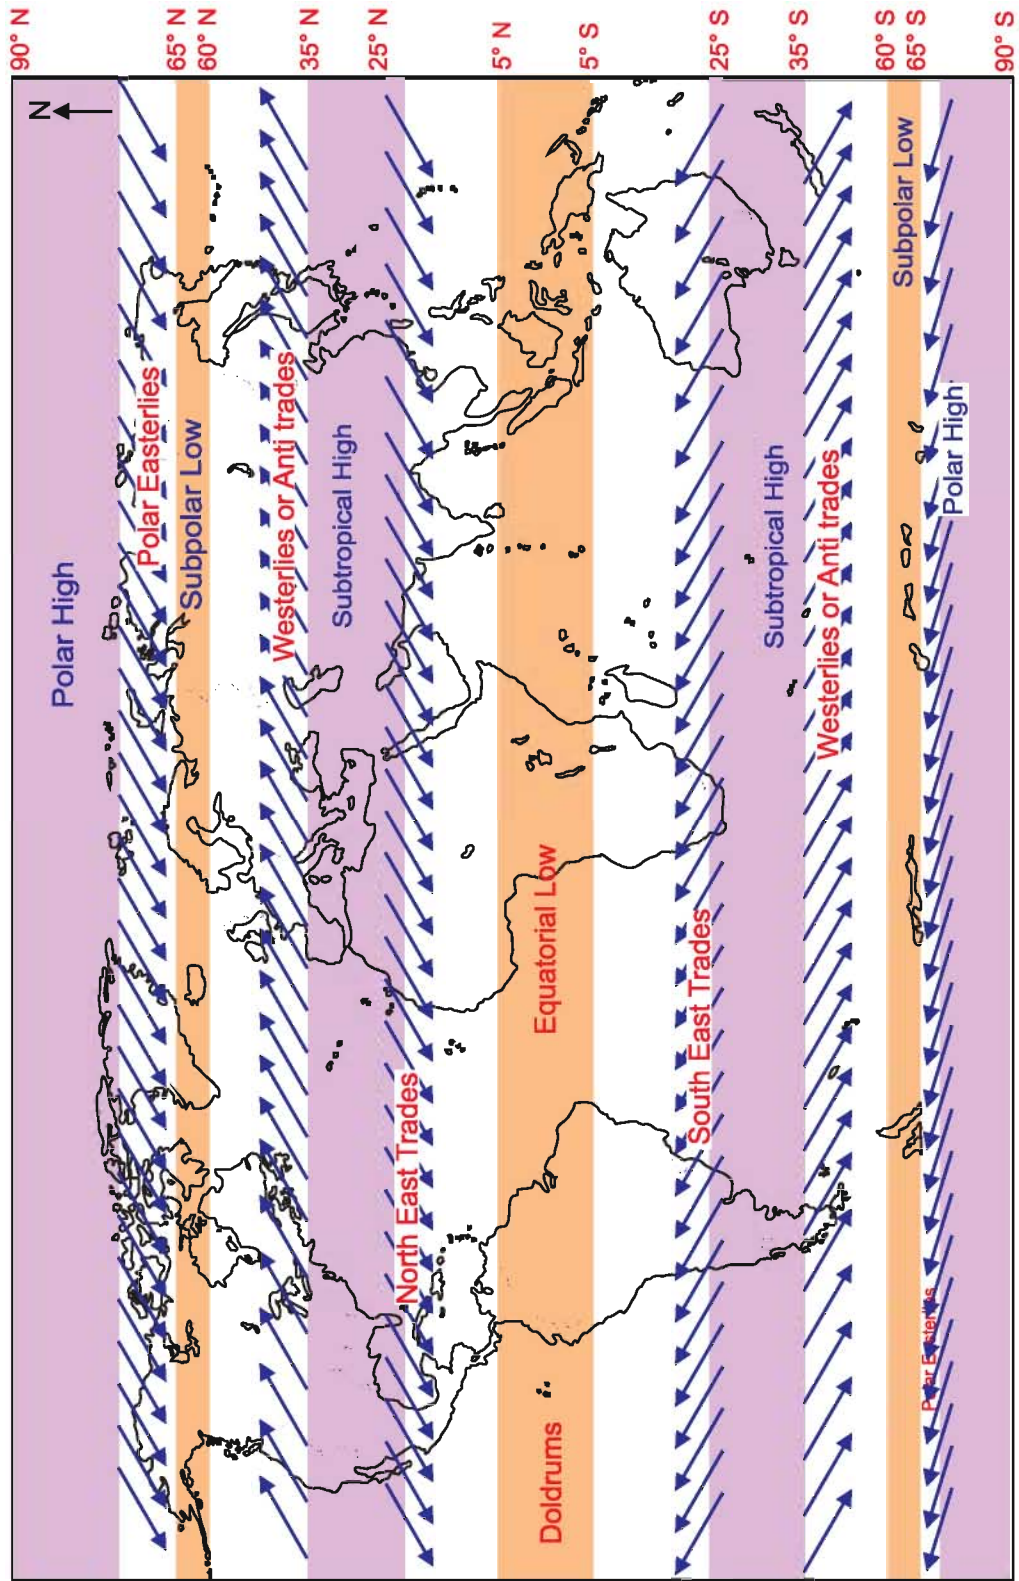 90° N
65° N
60° N
35° N
25° N
5° N
5° S
25° S
35° S
60° S
65° S
90° S
N
Polar High
Polar Easterlies
Subpolar Low
Westerlies or Anti trades
Subtropical High
North East Trades
Doldrums
Equatorial Low
South East Trades
Subtropical High
Westerlies or Anti trades
Subpolar Low
Polar Easterlies
Polar High